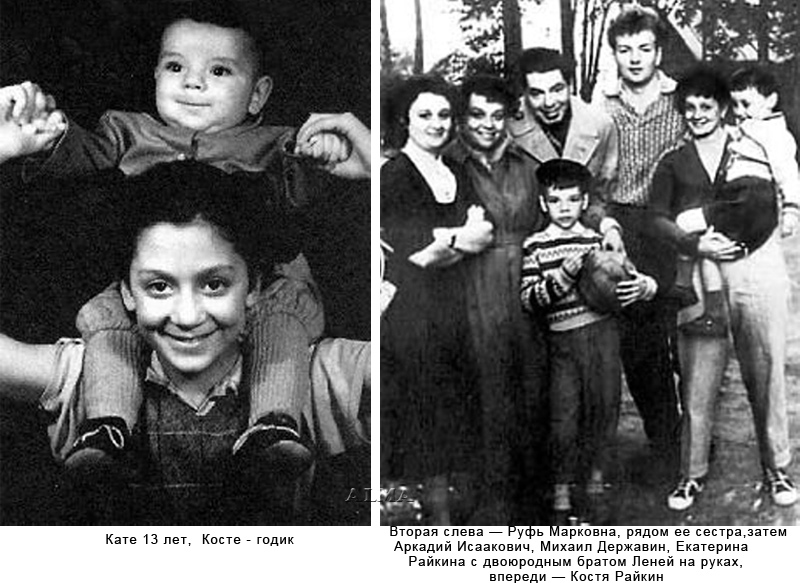 ALMA
Кате 13 лет, Косте - годик
Вторая слева — Руфь Марковна, рядом ее сестра,затем
Аркадий Исаакович, Михаил Державин, Екатерина
Райкина с двоюродным братом Леней на руках,
впереди — Костя Райкин